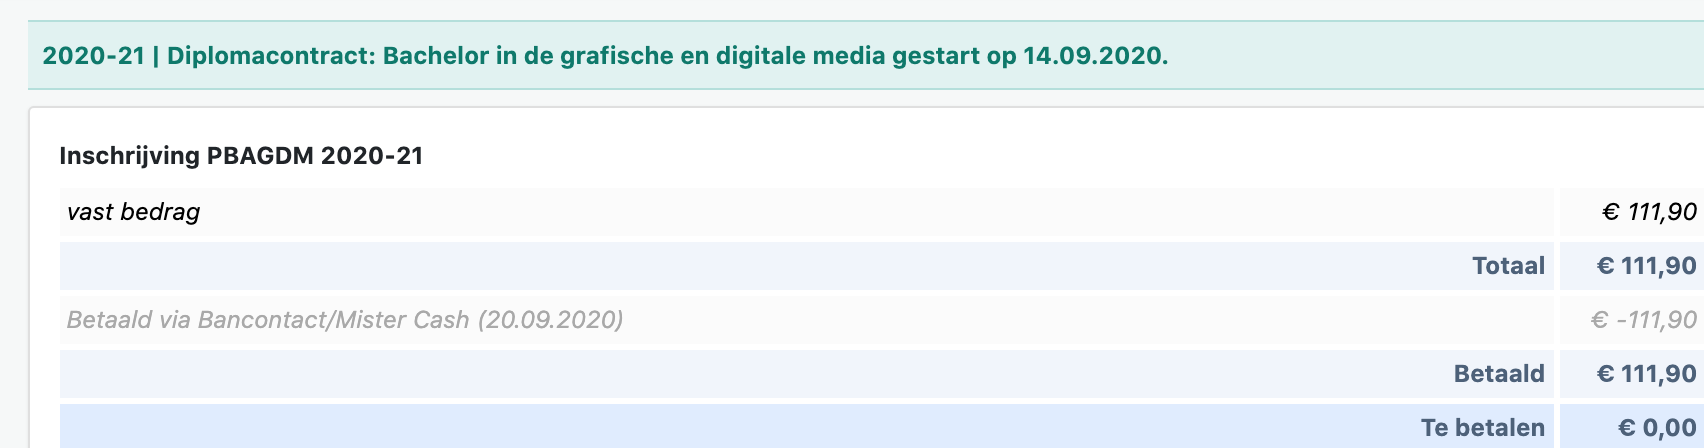 2020-21 | Diplomacontract: Bachelor in de grafische en digitale media gestart op 14.09.2020.
Inschrijving PBAGDM 2020-21
vast bedrag € 111,90
Totaal € 111,90
Betaald via Bancontact/Mister Cash (20.09.2020) € -111,90
Betaald € 111,90
Te betalen € 0,00